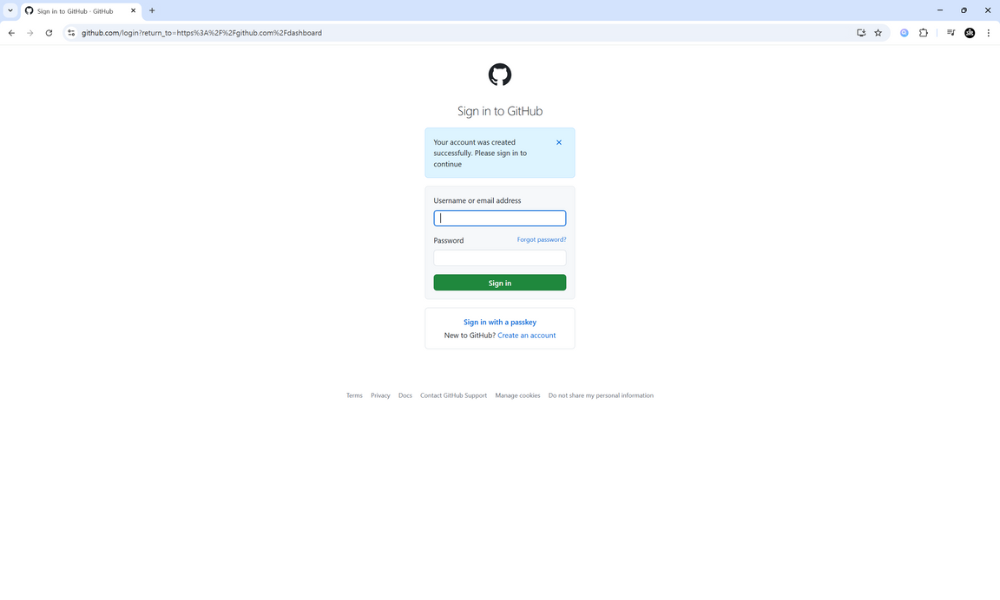 Sign in to GitHub · GitHub
github.com/login?return_to=https%3A%2F%2Fgithub.com%2Fdashboard
Sign in to GitHub
Your account was created
successfully. Please sign in to
continue
Username or email address
Password
Forgot password?
Sign in
Sign in with a passkey
New to GitHub? Create an account
Terms Privacy Docs Contact GitHub Support Manage cookies Do not share my personal information